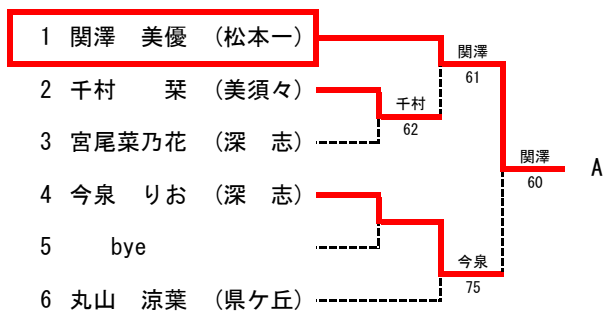 1 関澤 美優 (松本一)
関澤
61
2 千村 栞 (美須々)
千村
62
3 宮尾菜乃花 (深 志)
関澤
60
A
4 今泉 りお (深 志)
5 bye
今泉
75
6 丸山 涼葉 (県ケ丘)